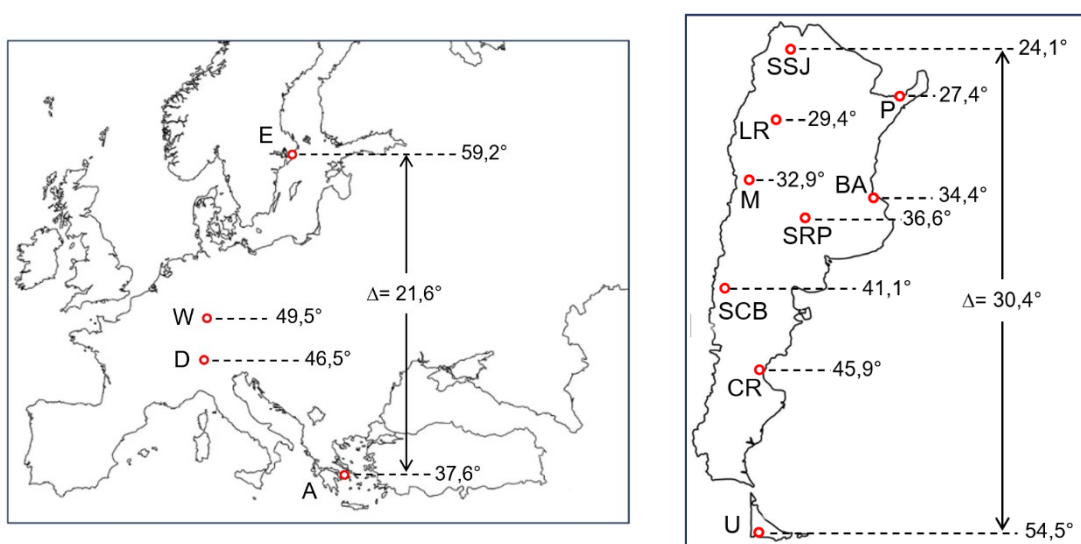 E
59,2°
Δ= 21,6°
W
49,5°
D
46,5°
A
37,6°
SSJ
24,1°
P
27,4°
LR
29,4°
M
32,9°
BA
34,4°
SRP
36,6°
SCB
41,1°
Δ= 30,4°
CR
45,9°
U
54,5°